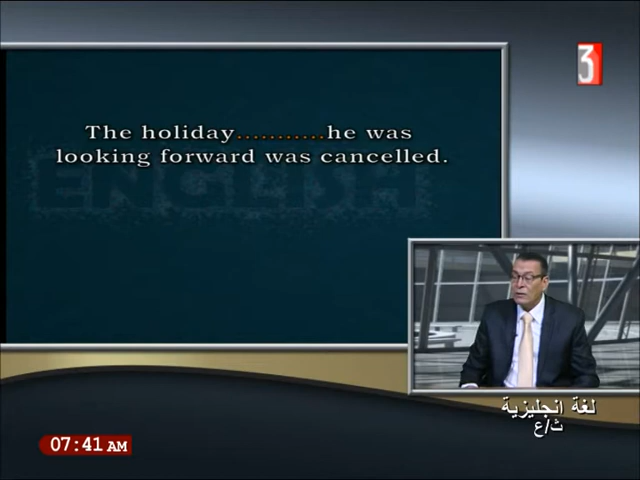 3
The holiday...........he was
looking forward was cancelled.
ENGLISH
لغة انجليزية
ث/ع
07:41 AM